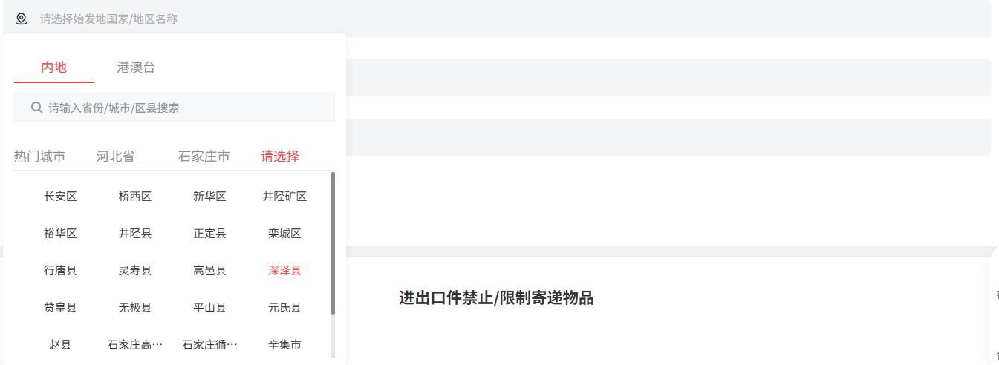 请选择始发地国家/地区名称
内地 港澳台
请输入省份/城市/区县搜索
热门城市 河北省 石家庄市 请选择
长安区 桥西区 新华区 井陉矿区
裕华区 井陉县 正定县 栾城区
行唐县 灵寿县 高邑县 深泽县
赞皇县 无极县 平山县 元氏县
赵县 石家庄高… 石家庄循… 辛集市
进出口件禁止/限制寄递物品